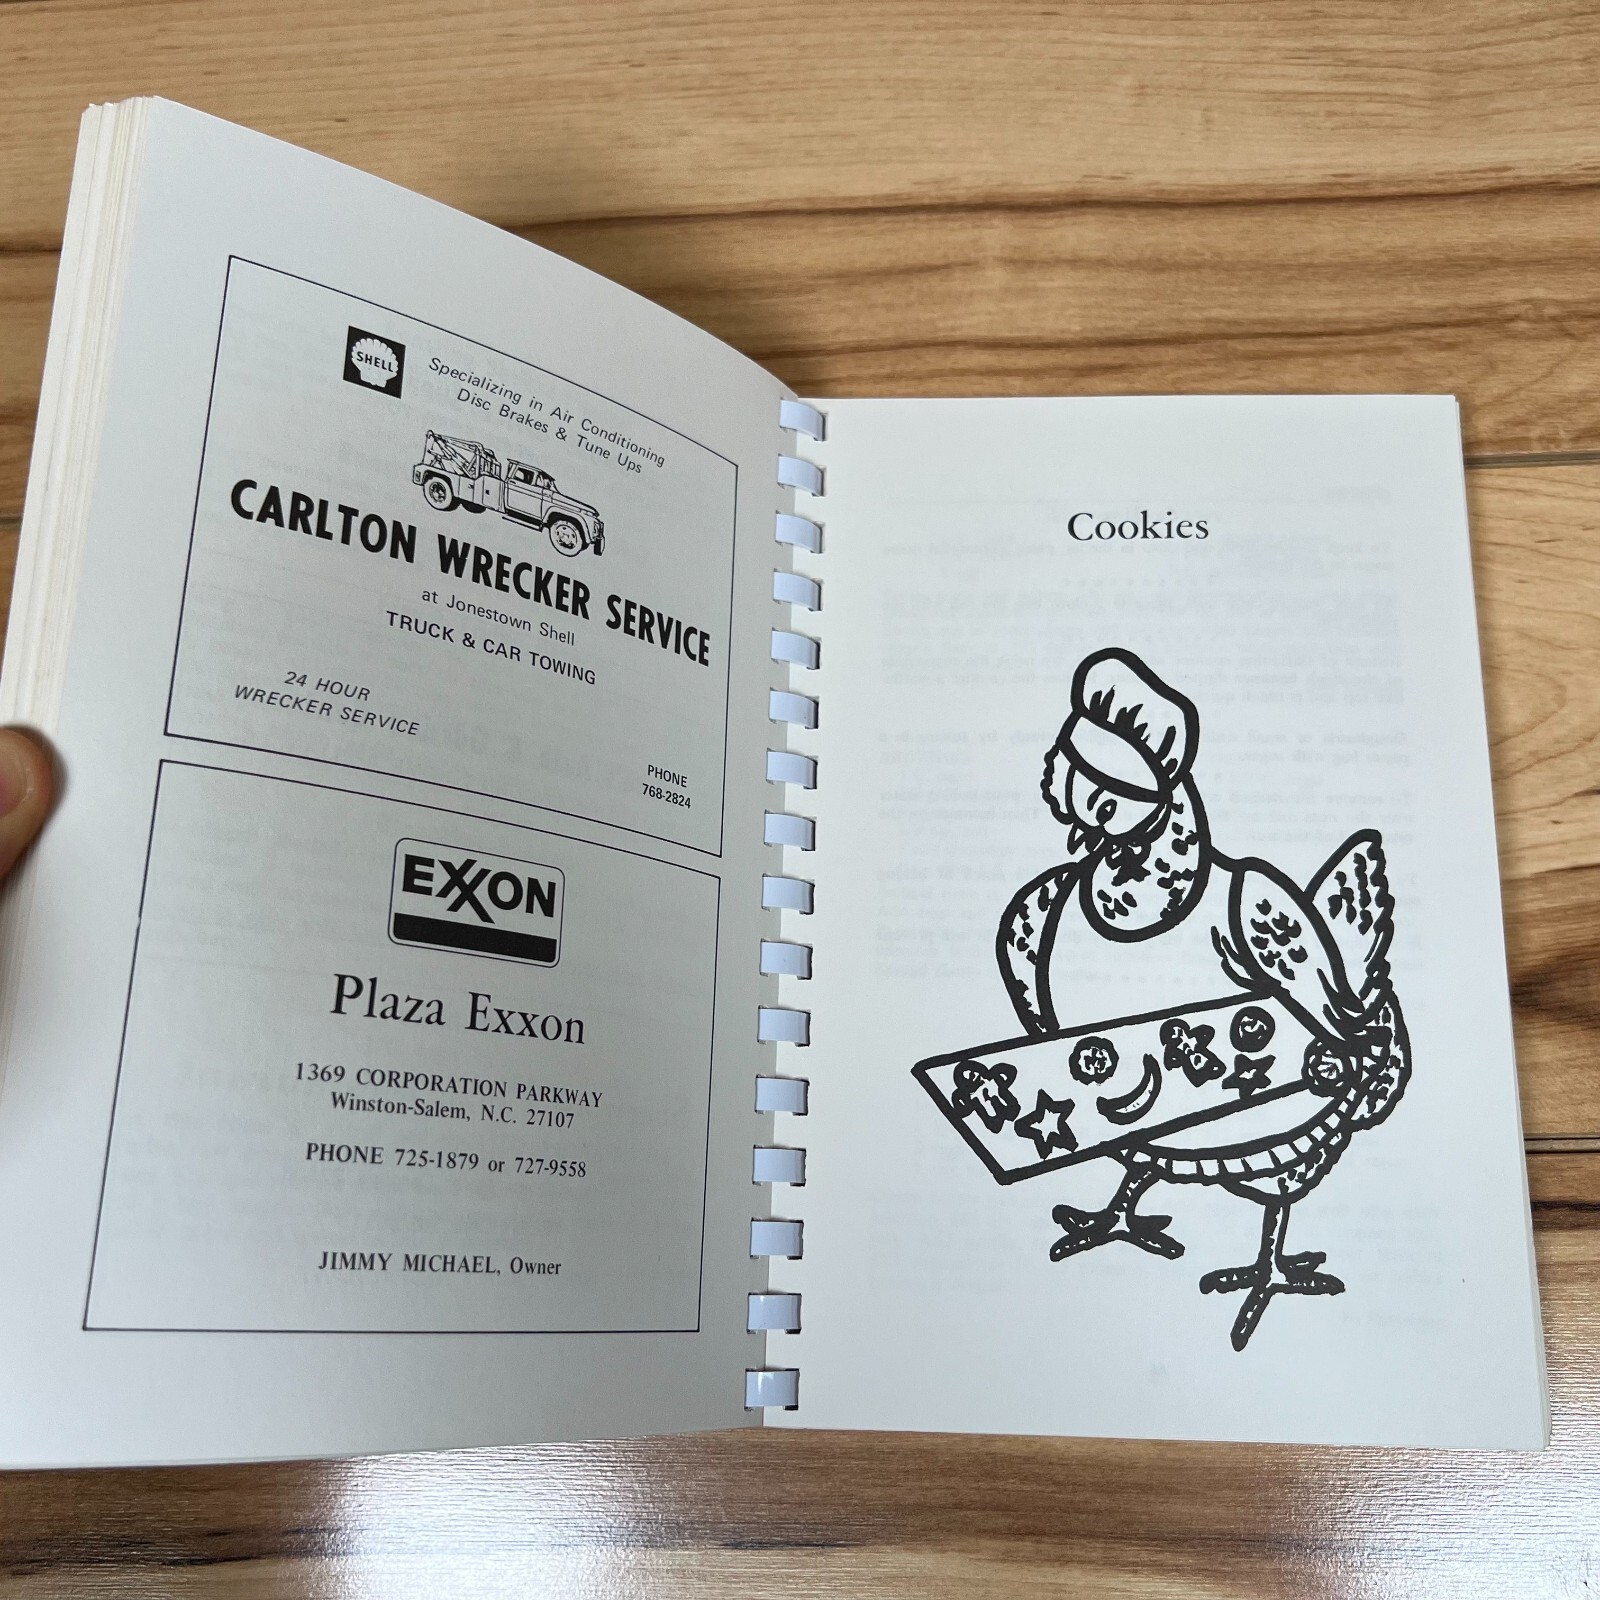 SHELL
Specializing in Air Conditioning
Disc Brakes & Tune Ups
CARLTON WRECKER SERVICE
at Jonestown Shell
TRUCK & CAR TOWING
24 HOUR
WRECKER SERVICE
PHONE
768-2824
EXXON
Plaza Exxon
1369 CORPORATION PARKWAY
Winston-Salem, N.C. 27107
PHONE 725-1879 or 727-9558
JIMMY MICHAEL, Owner
Cookies